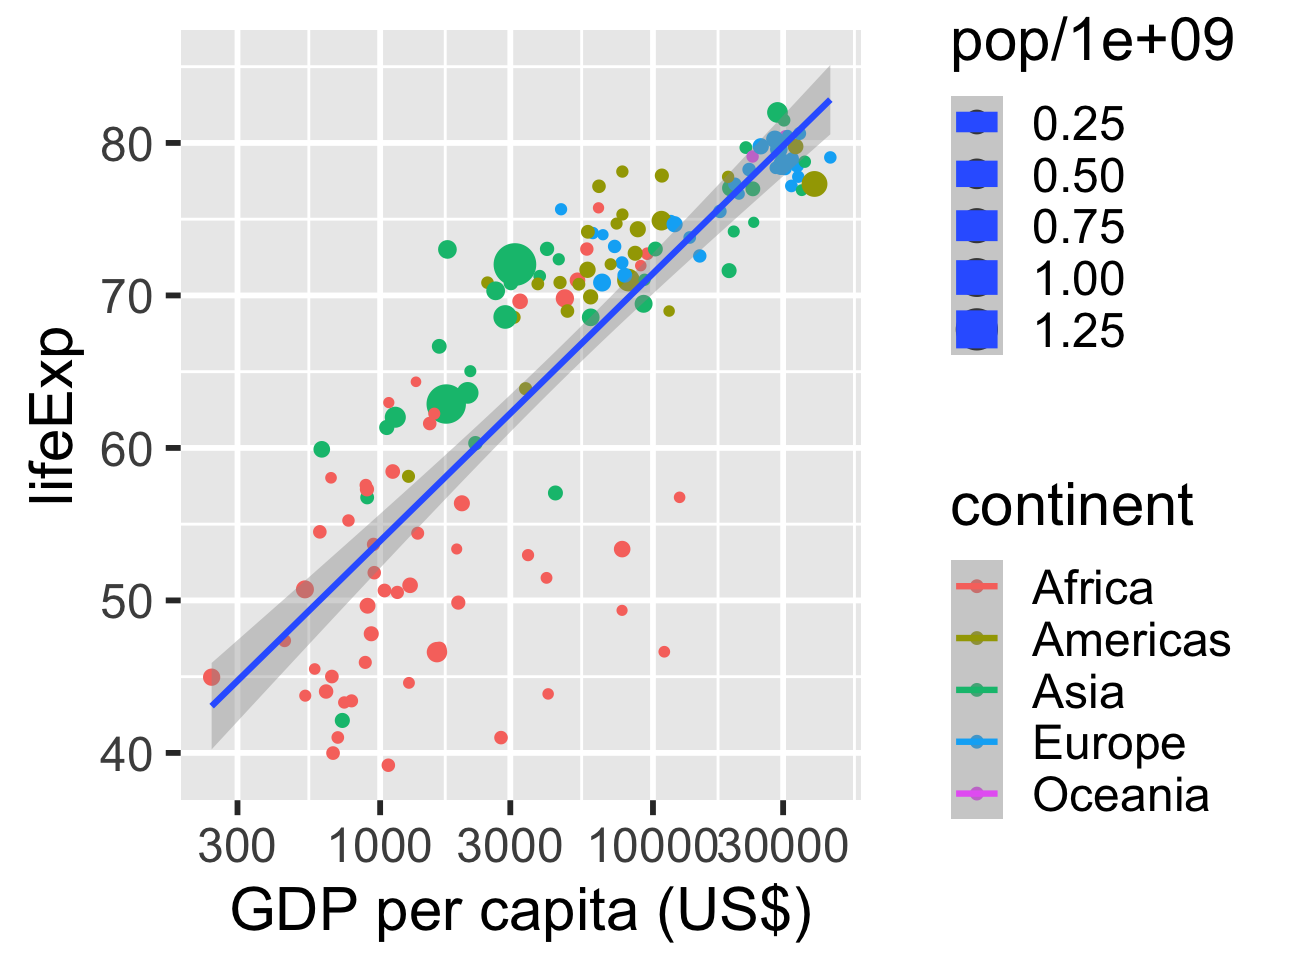 pop/1e+09
0.25
0.50
0.75
1.00
1.25
continent
Africa
Americas
Asia
Europe
Oceania
lifeExp
80
70
60
50
40
300 1000 3000 10000 30000
GDP per capita (US$)